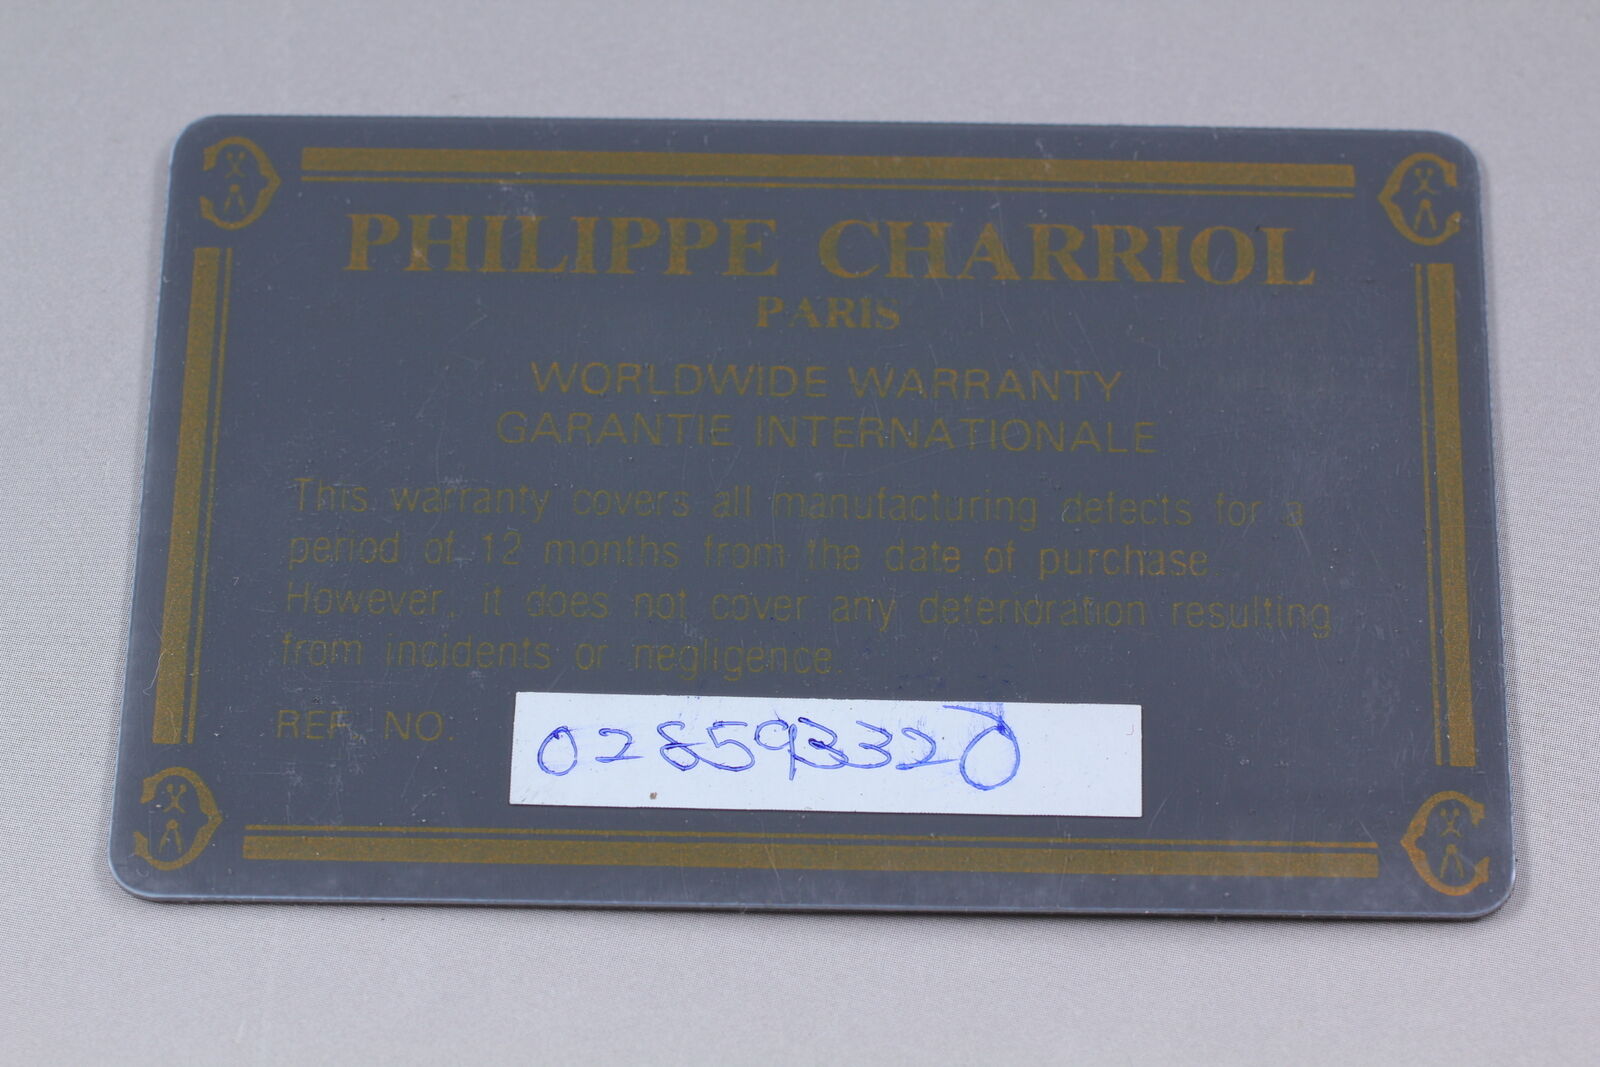 PHILIPPE CHARRIOL
PARIS
WORLDWIDE WARRANTY
GARANTIE INTERNATIONALE
This warranty covers all manufacturing defects for a
period of 12 months from the date of purchase.
However, it does not cover any deterioration resulting
from incidents or negligence.
REF. NO. 028593320